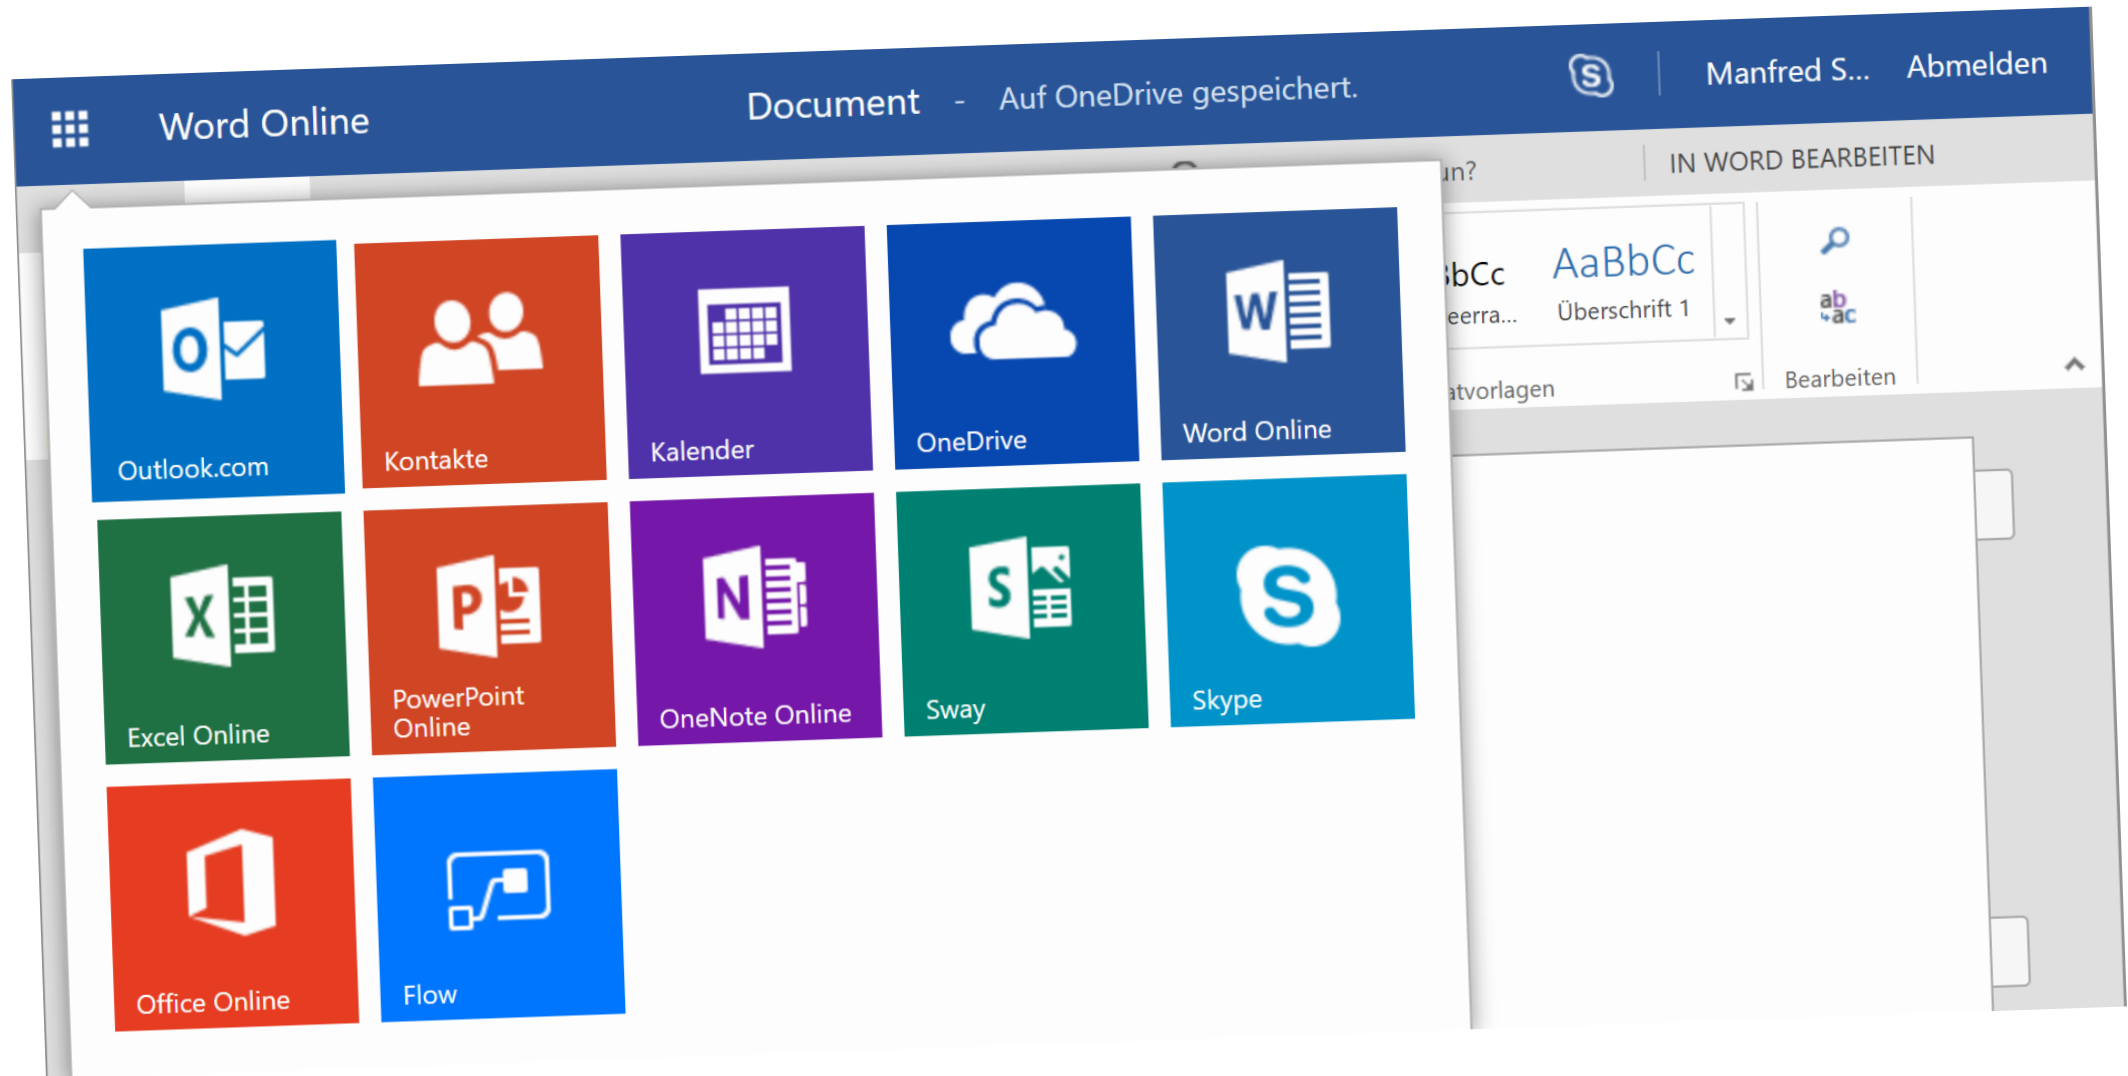 Word Online
Document - Auf OneDrive gespeichert.
Manfred S... Abmelden
IN WORD BEARBEITEN
AaBbCc
Überschrift 1
Bearbeiten
Outlook.com
Kontakte
Kalender
OneDrive
Word Online
Excel Online
PowerPoint
Online
OneNote Online
Sway
Skype
Office Online
Flow